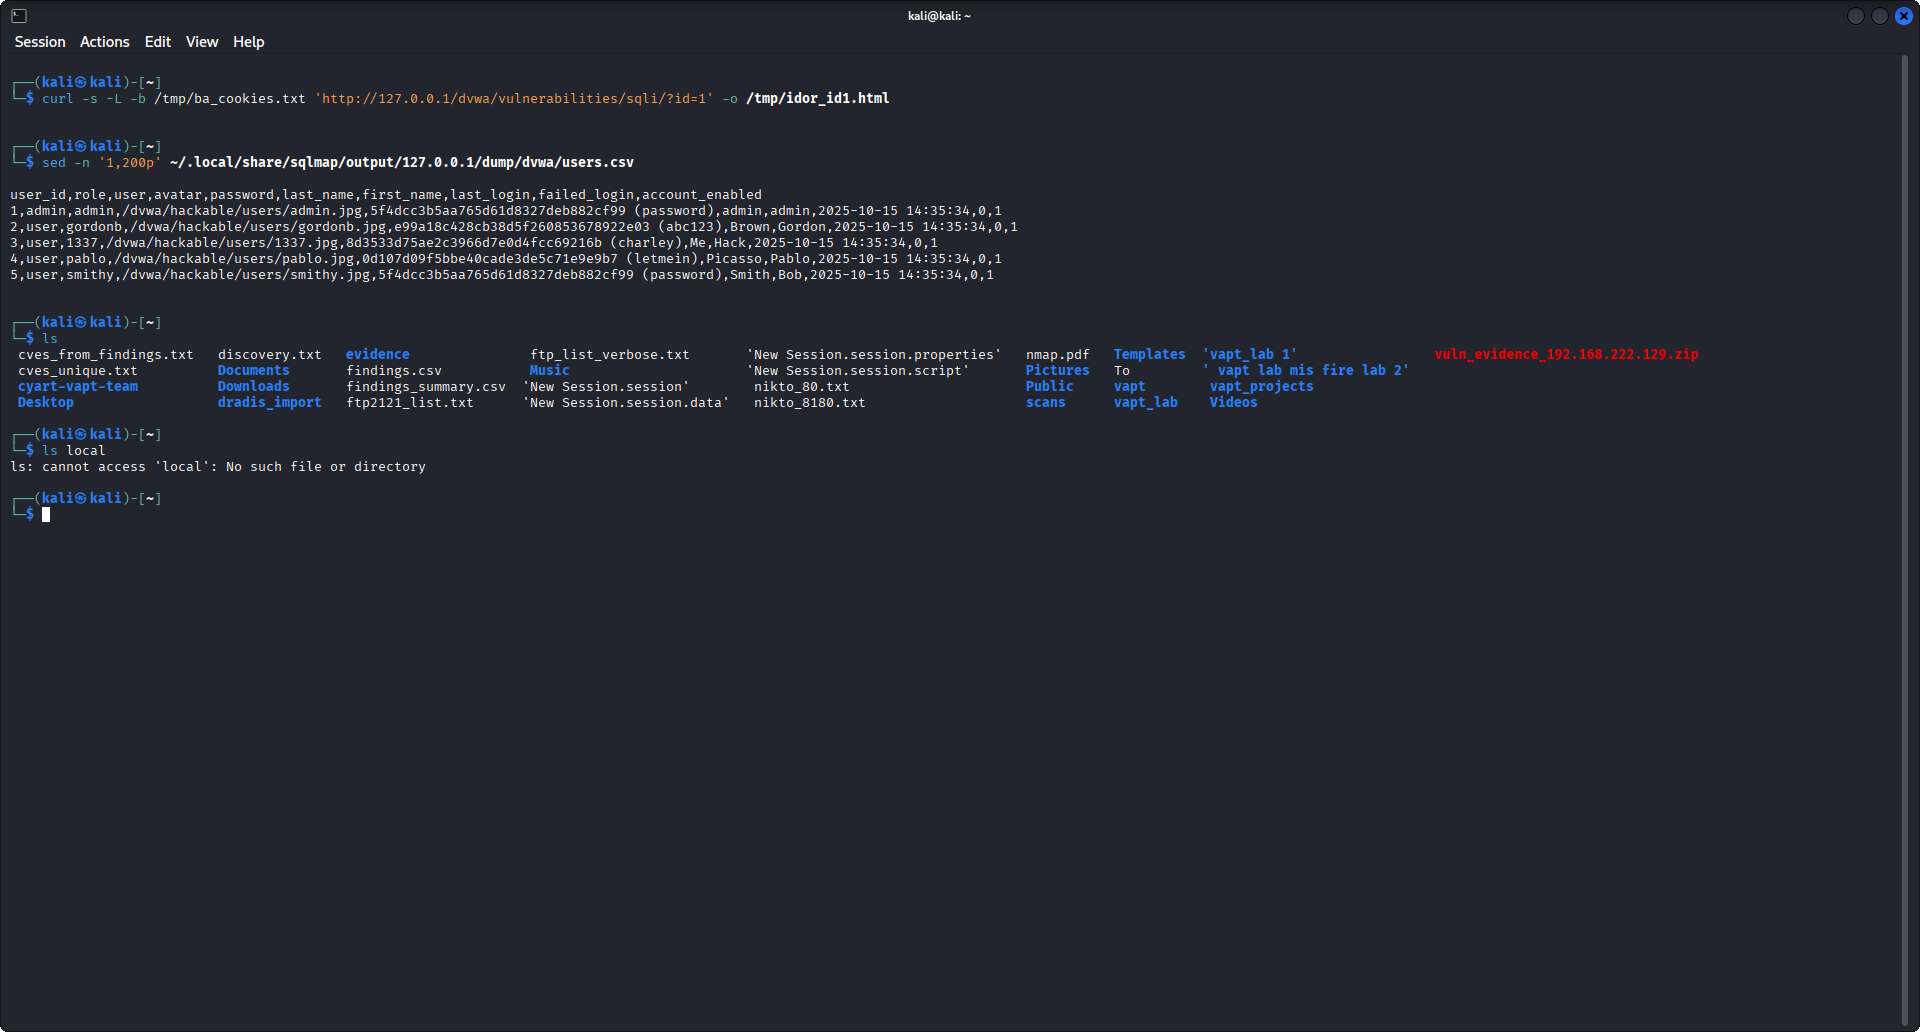 kali@kali: ~
Session Actions Edit View Help
┌──(kali㉿kali)-[~]
└─$ curl -s -L -b /tmp/ba_cookies.txt 'http://127.0.0.1/dvwa/vulnerabilities/sqli/?id=1' -o /tmp/idor_id1.html
┌──(kali㉿kali)-[~]
└─$ sed -n '1,200p' ~/.local/share/sqlmap/output/127.0.0.1/dump/dvwa/users.csv
user_id,role,user,avatar,password,last_name,first_name,last_login,failed_login,account_enabled
1,admin,admin,/dvwa/hackable/users/admin.jpg,5f4dcc3b5aa765d61d8327deb882cf99 (password),admin,admin,2025-10-15 14:35:34,0,1
2,user,gordonb,/dvwa/hackable/users/gordonb.jpg,e99a18c428cb38d5f260853678922e03 (abc123),Brown,Gordon,2025-10-15 14:35:34,0,1
3,user,1337,/dvwa/hackable/users/1337.jpg,8d3533d75ae2c3966d7e0d4fcc69216b (charley),Me,Hack,2025-10-15 14:35:34,0,1
4,user,pablo,/dvwa/hackable/users/pablo.jpg,0d107d09f5bbe40cade3de5c71e9e9b7 (letmein),Picasso,Pablo,2025-10-15 14:35:34,0,1
5,user,smithy,/dvwa/hackable/users/smithy.jpg,5f4dcc3b5aa765d61d8327deb882cf99 (password),Smith,Bob,2025-10-15 14:35:34,0,1
┌──(kali㉿kali)-[~]
└─$ ls
cves_from_findings.txt discovery.txt evidence ftp_list_verbose.txt 'New Session.session.properties' nmap.pdf Templates 'vapt_lab 1' vuln_evidence_192.168.222.129.zip
cves_unique.txt Documents findings.csv Music 'New Session.session.script' Pictures To ' vapt lab mis fire lab 2'
cyart-vapt-team Downloads findings_summary.csv 'New Session.session' nikto_80.txt Public vapt vapt_projects
Desktop dradis_import ftp2121_list.txt 'New Session.session.data' nikto_8180.txt scans vapt_lab Videos
┌──(kali㉿kali)-[~]
└─$ ls local
ls: cannot access 'local': No such file or directory
┌──(kali㉿kali)-[~]
└─$